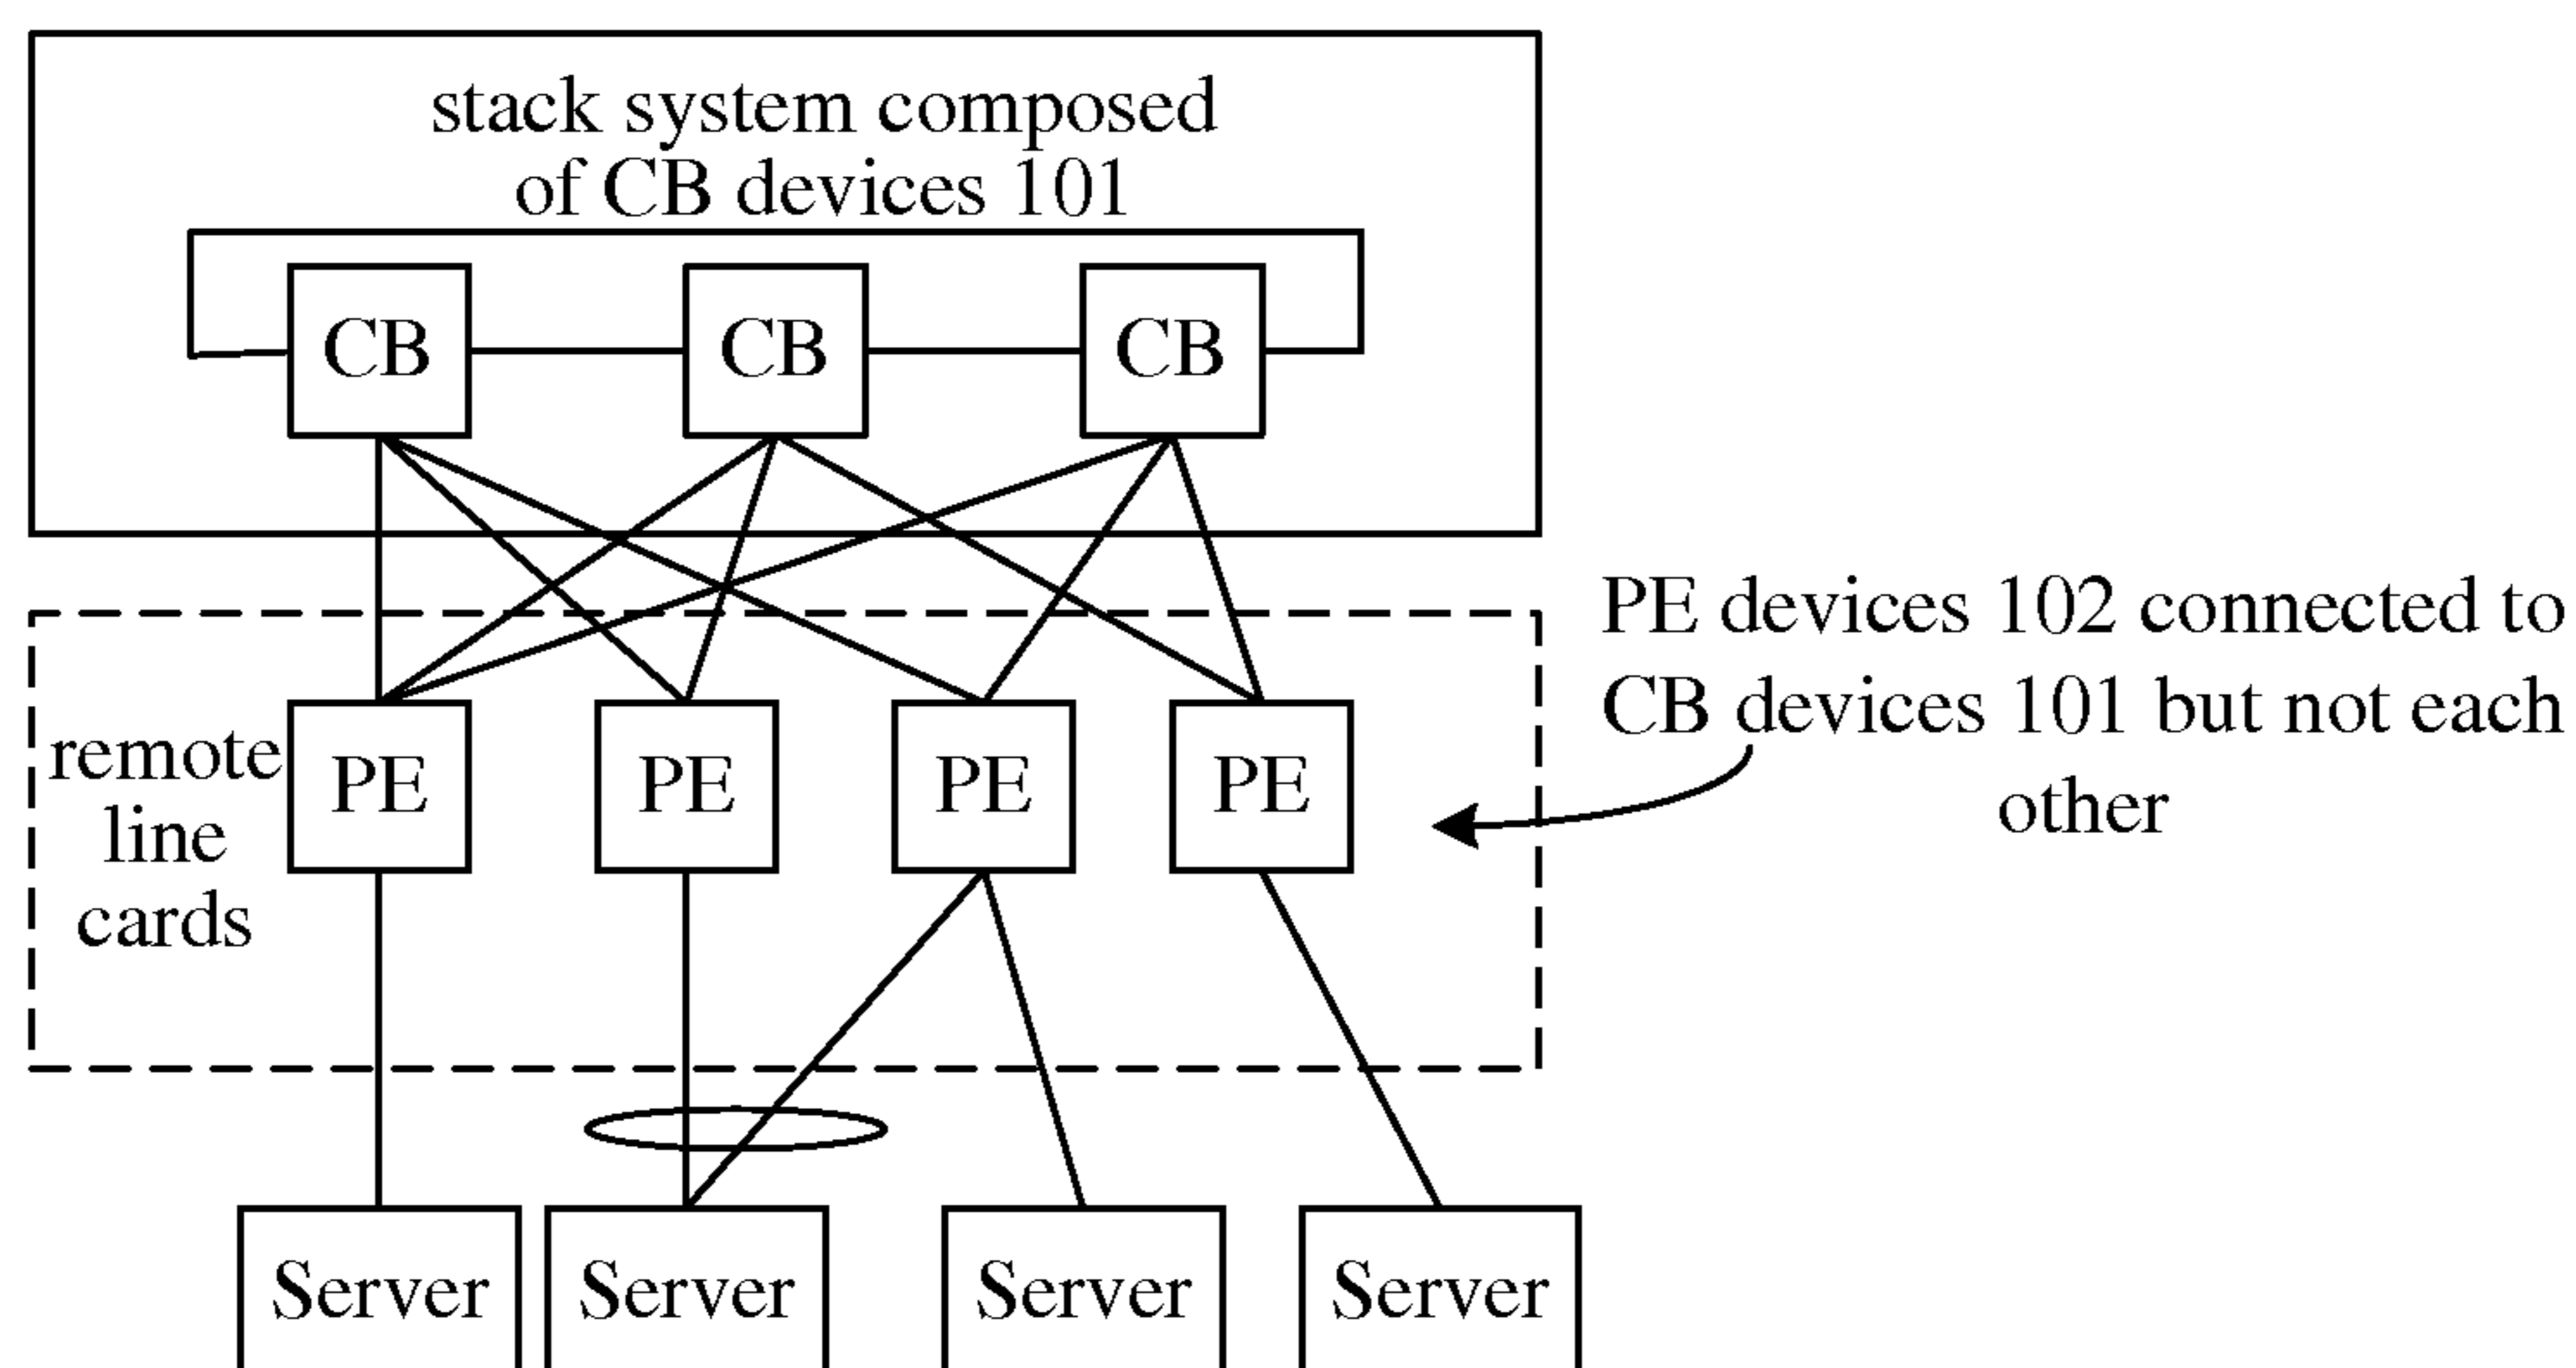 stack system composed
of CB devices 101
CB
CB
CB
PE devices 102 connected to
CB devices 101 but not each
other
remote
line
cards
PE
PE
PE
PE
Server
Server
Server
Server